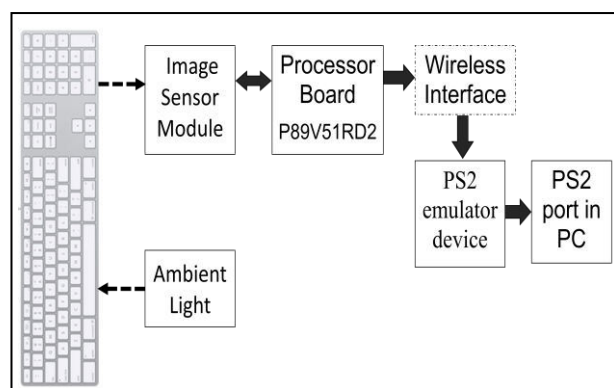 Image
Sensor
Module
Processor
Board
P89V51RD2
Wireless
Interface
PS2
emulator
device
PS2
port in
PC
Ambient
Light